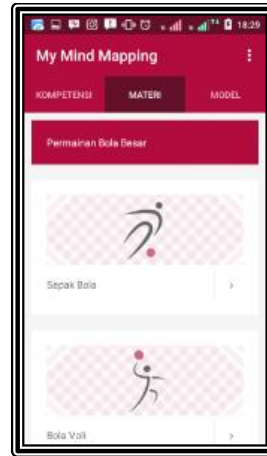 18:29
My Mind Mapping
KOMPETENSI MATERI MODEL
Permainan Bola Besar
Sepak Bola
Bola Voli